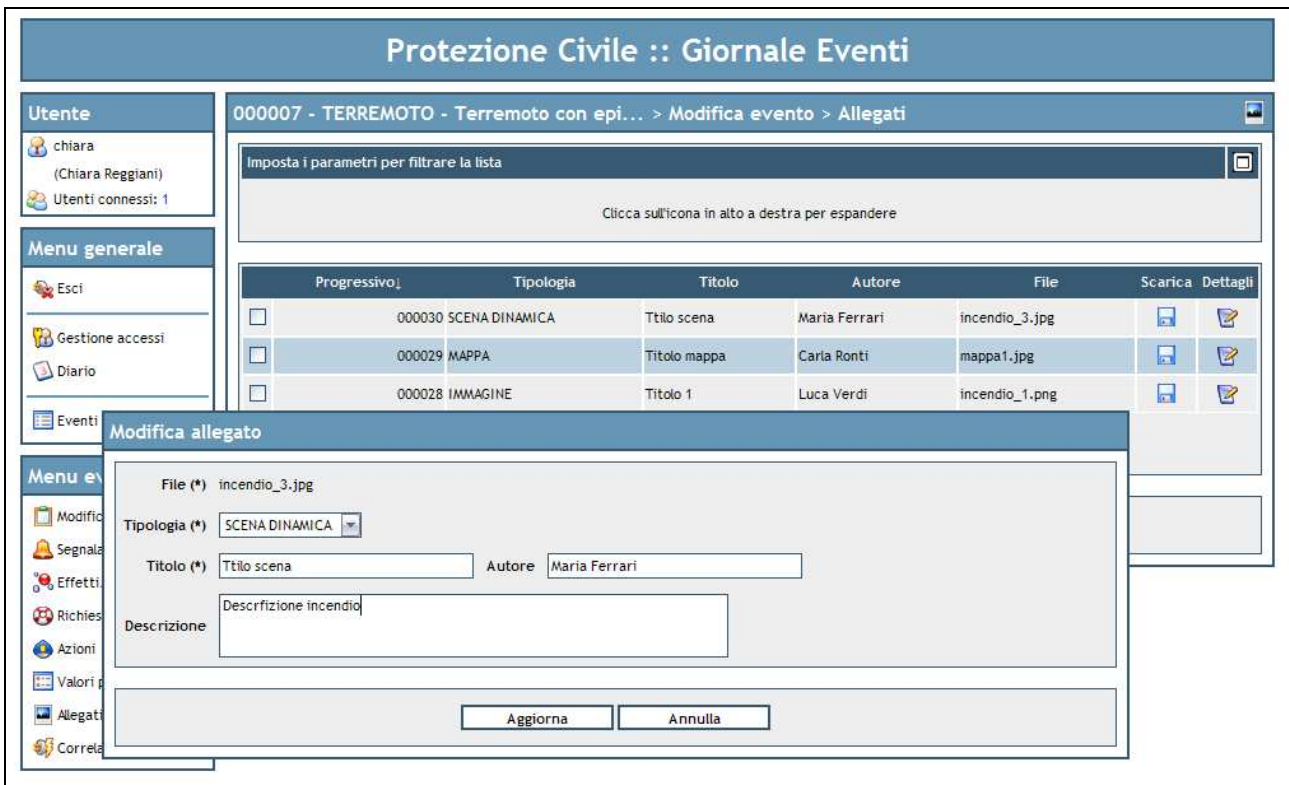 Protezione Civile :: Giornale Eventi
Utente
chiara
(Chiara Reggiani)
Utenti connessi: 1
Menu generale
Esci
Gestione accessi
Diario
Eventi
Menu ev
Modific
Segnala
Effetti
Richies
Azioni
Valori p
Allegati
Correla
000007 - TERREMOTO - Terremoto con epi... > Modifica evento > Allegati
Imposta i parametri per filtrare la lista
Clicca sull'icona in alto a destra per espandere
Progressivo↓ Tipologia Titolo Autore File Scarica Dettagli
000030 SCENA DINAMICA Ttilo scena Maria Ferrari incendio_3.jpg
000029 MAPPA Titolo mappa Carla Ronti mappa1.jpg
000028 IMMAGINE Titolo 1 Luca Verdi incendio_1.png
Modifica allegato
File (*) incendio_3.jpg
Tipologia (*) SCENA DINAMICA
Titolo (*) Ttilo scena Autore Maria Ferrari
Descrizione Descrfizione incendio
Aggiorna Annulla